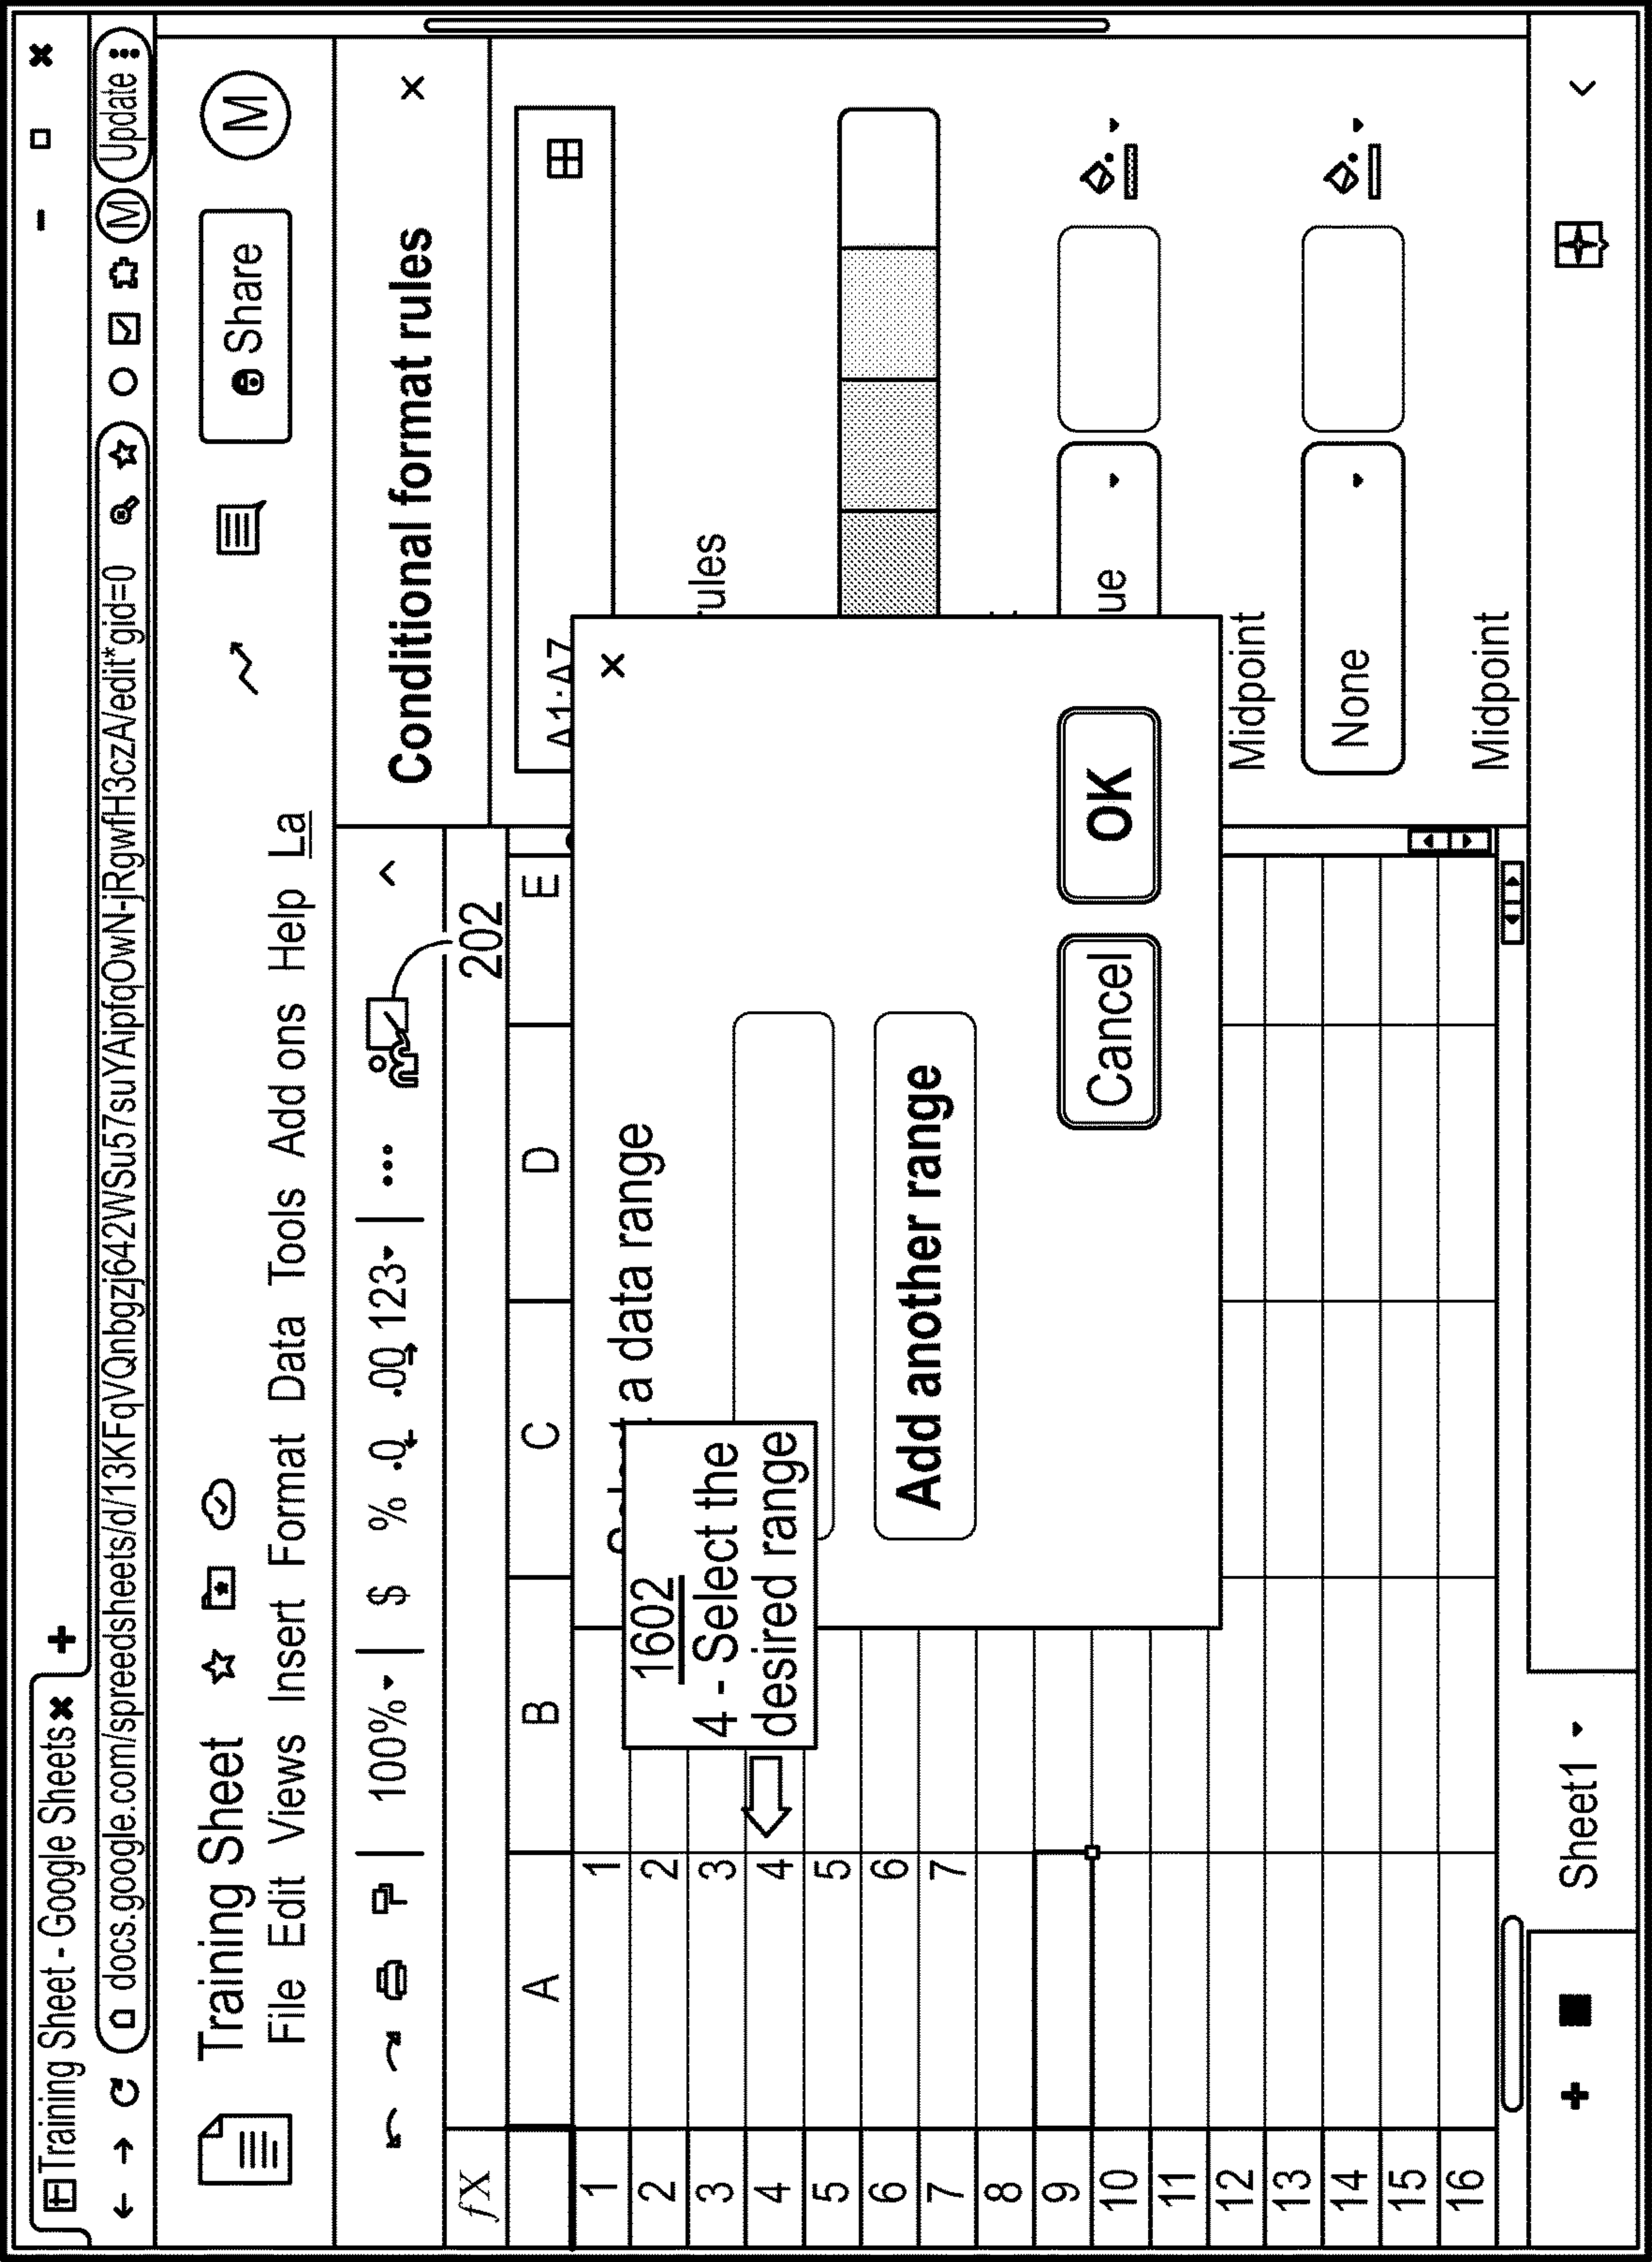 Training Sheet - Google Sheets
docs.google.com/spreedsheets/d/13KFqVQnbgzj642WSu57suYAipfqOwN-jRgwfH3czA/edit*gid=0
M
Update
Training Sheet
Share
M
File Edit Views Insert Format Data Tools Add ons Help La
100% $ % .0 .00 123 ...
202
Conditional format rules
fX
A B C D E
A1:A7
1 1
2 2
3 3
4 4
5 5
6 6
7 7
8
9
10
11
12
13
14
15
16
1602
4 - Select the
desired range
a data range
Add another range
Cancel OK
rules
ue
Midpoint
None
Midpoint
Sheet1